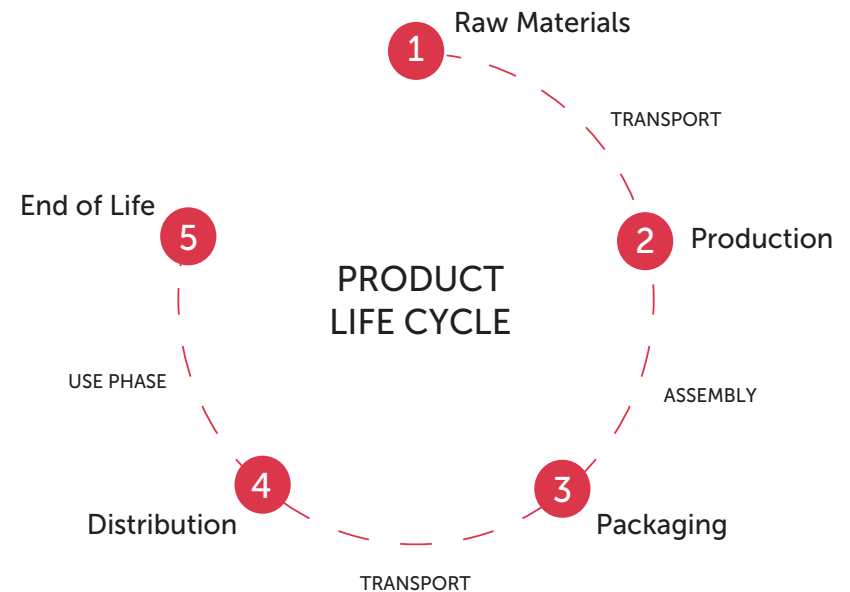 Raw Materials
1
TRANSPORT
End of Life
5
2
Production
PRODUCT
LIFE CYCLE
USE PHASE
ASSEMBLY
4
3
Distribution
Packaging
TRANSPORT